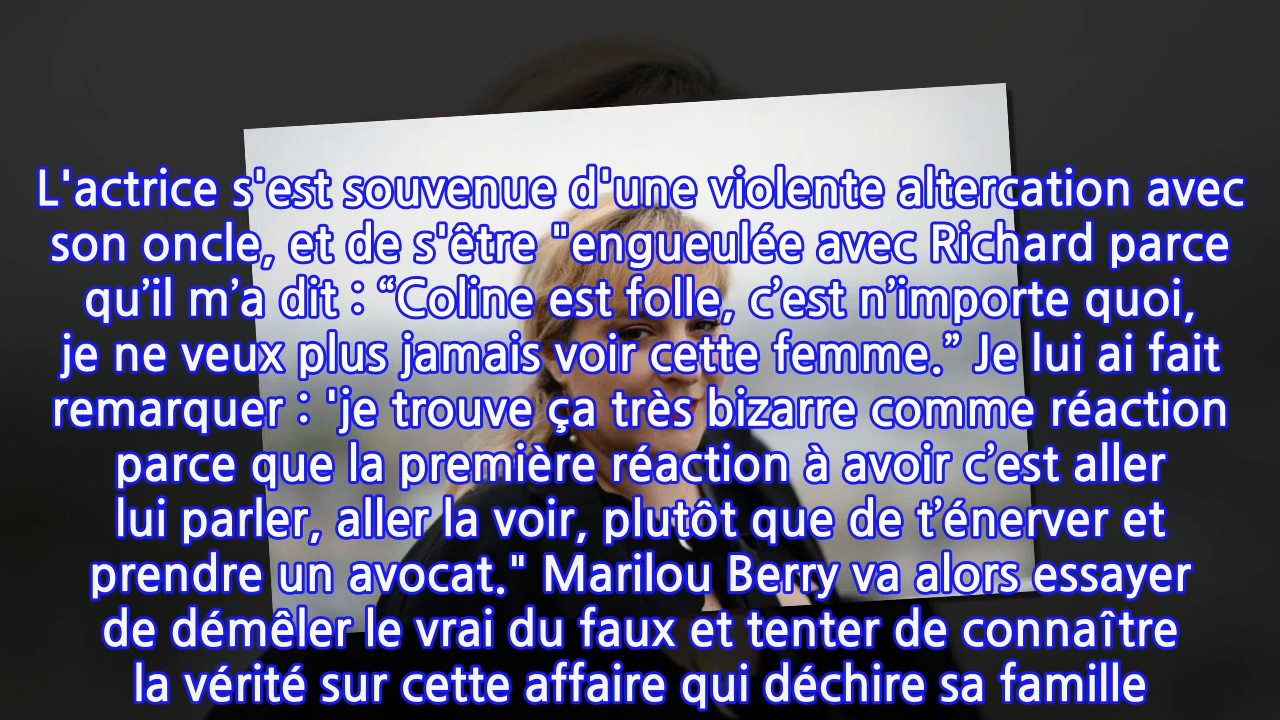 L'actrice s'est souvenue d'une violente altercation avec
son oncle, et de s'être "engueulée avec Richard parce
qu’il m’a dit : “Coline est folle, c’est n’importe quoi,
je ne veux plus jamais voir cette femme.” Je lui ai fait
remarquer : 'je trouve ça très bizarre comme réaction
parce que la première réaction à avoir c’est aller
lui parler, aller la voir, plutôt que de t’énerver et
prendre un avocat." Marilou Berry va alors essayer
de démêler le vrai du faux et tenter de connaître
la vérité sur cette affaire qui déchire sa famille